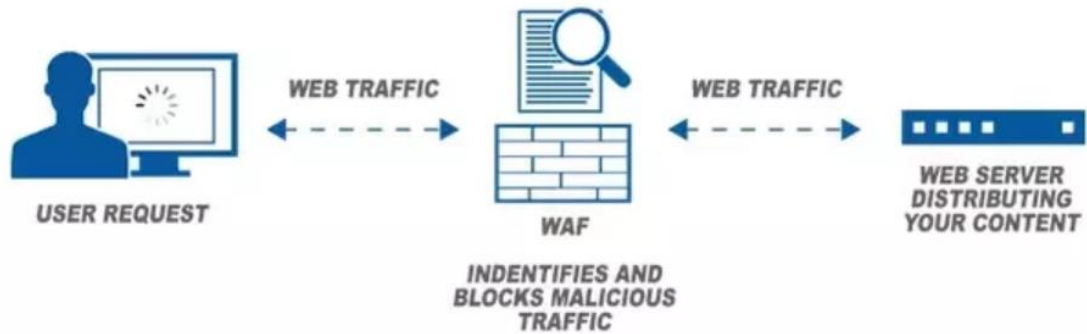 WEB TRAFFIC
WEB TRAFFIC
USER REQUEST
WAF
INDENTIFIES AND
BLOCKS MALICIOUS
TRAFFIC
WEB SERVER
DISTRIBUTING
YOUR CONTENT